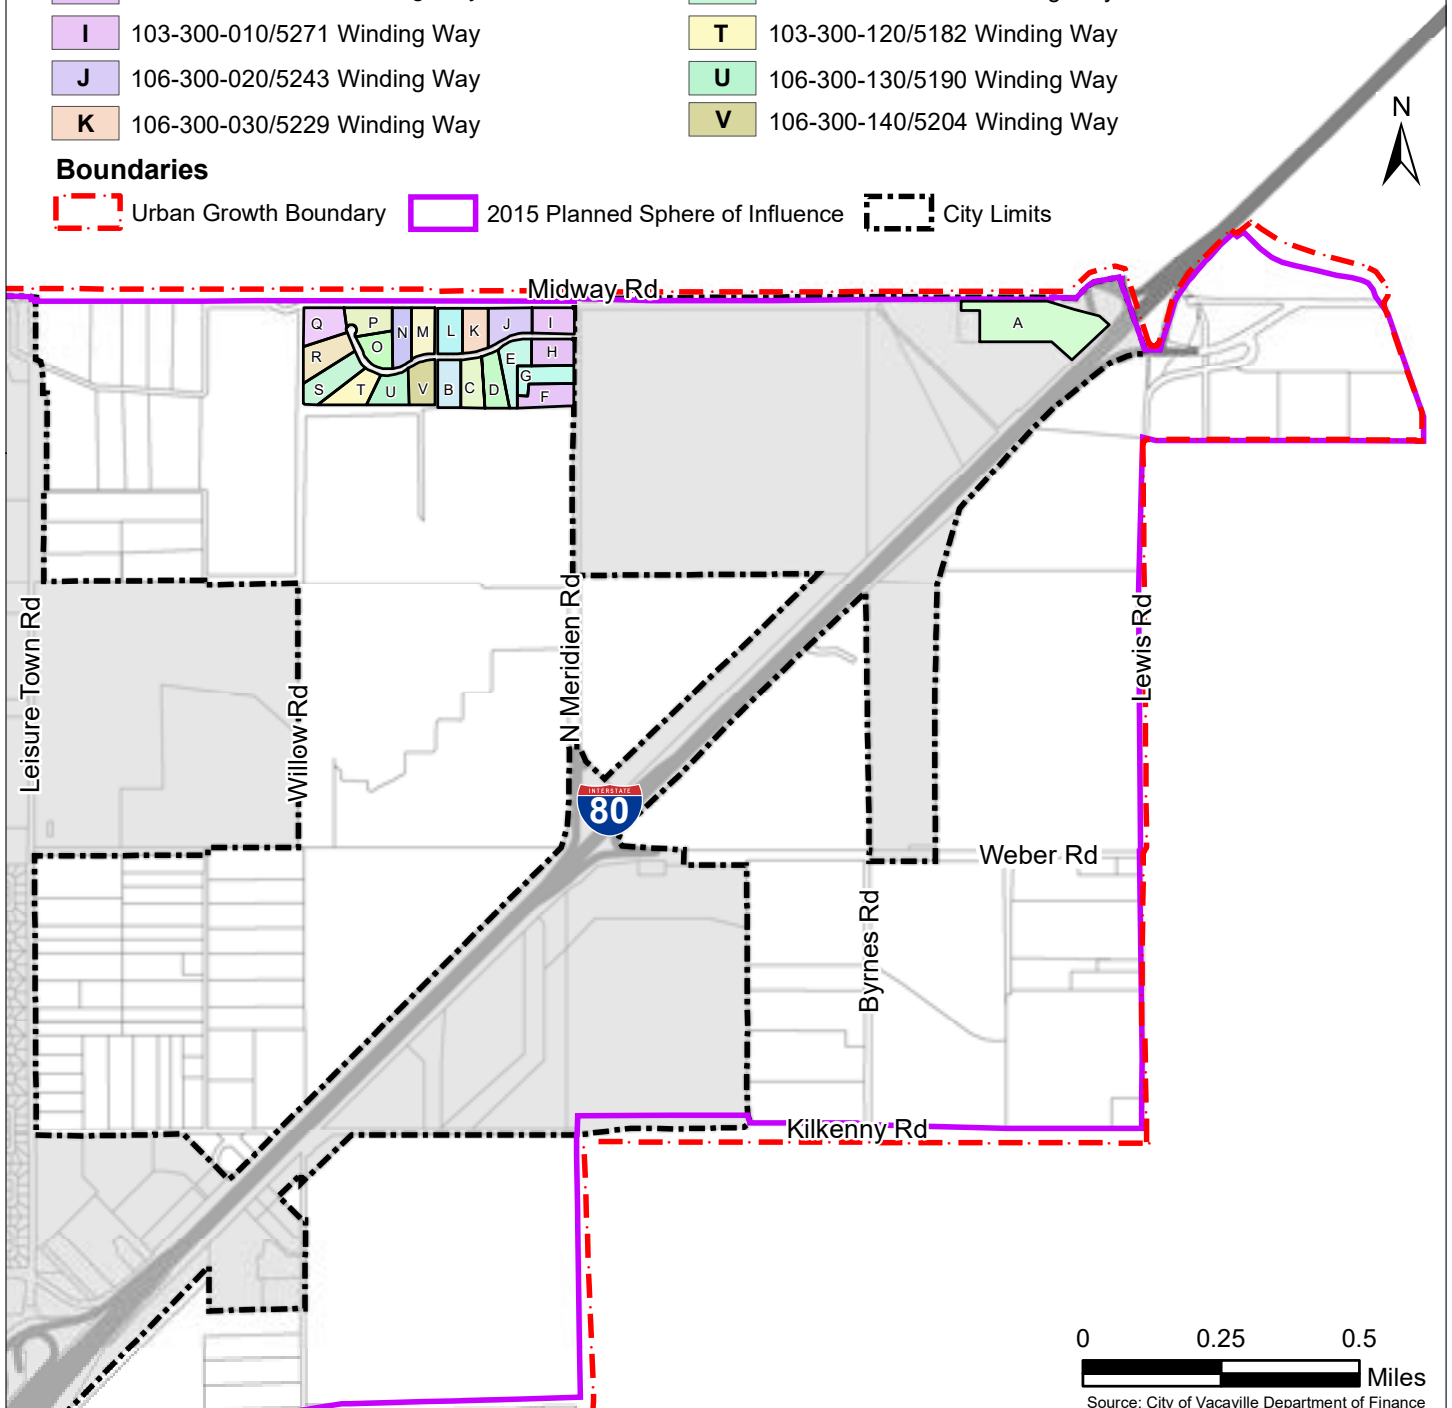 I 103-300-010/5271 Winding Way
T 103-300-120/5182 Winding Way
J 106-300-020/5243 Winding Way
U 106-300-130/5190 Winding Way
K 106-300-030/5229 Winding Way
V 106-300-140/5204 Winding Way
N
Boundaries
Urban Growth Boundary
2015 Planned Sphere of Influence
City Limits
Midway Rd
Q
P
N
M
L
K
J
I
A
R
O
E
H
G
S
T
U
V
B
C
D
F
Leisure Town Rd
Willow Rd
N Meridien Rd
Lewis Rd
INTERSTATE
80
Weber Rd
Byrnes Rd
Kilkenny Rd
0 0.25 0.5
Miles
Source: City of Vacaville Department of Finance